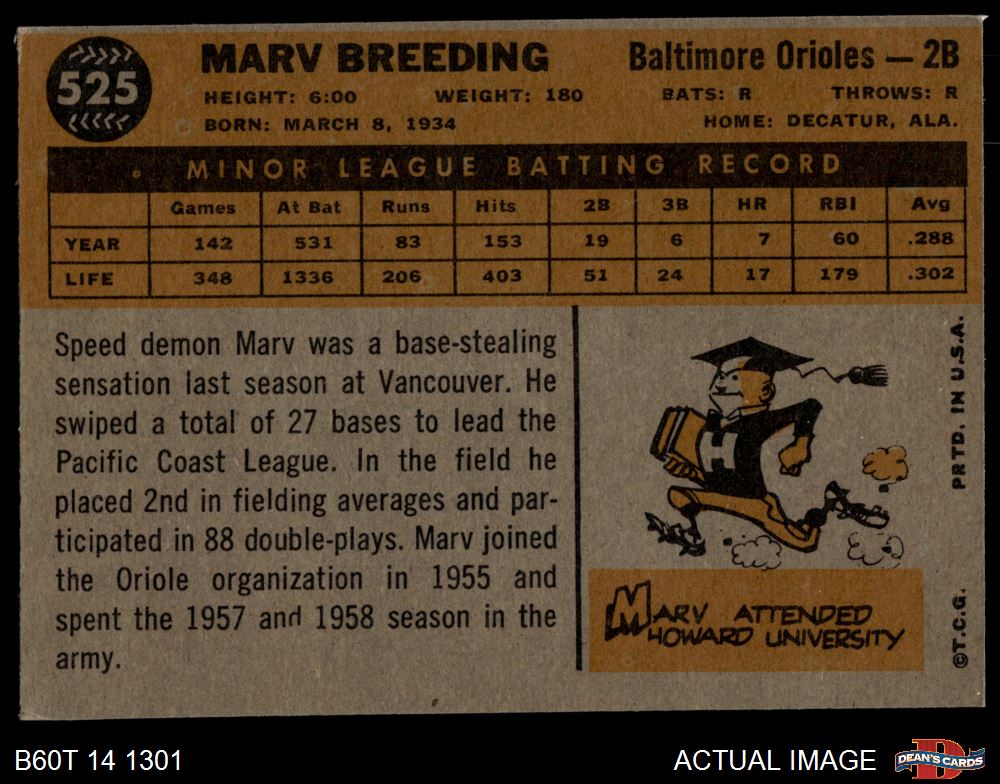 525
MARV BREEDING
Baltimore Orioles — 2B
HEIGHT: 6:00 WEIGHT: 180 BATS: R THROWS: R
BORN: MARCH 8, 1934 HOME: DECATUR, ALA.
MINOR LEAGUE BATTING RECORD
Games At Bat Runs Hits 2B 3B HR RBI Avg
YEAR 142 531 83 153 19 6 7 60 .288
LIFE 348 1336 206 403 51 24 17 179 .302
Speed demon Marv was a base-stealing
sensation last season at Vancouver. He
swiped a total of 27 bases to lead the
Pacific Coast League. In the field he
placed 2nd in fielding averages and par-
ticipated in 88 double-plays. Marv joined
the Oriole organization in 1955 and
spent the 1957 and 1958 season in the
army.
H
MARV ATTENDED
HOWARD UNIVERSITY
©T.C.G. PRTD. IN U.S.A.
B60T 14 1301
ACTUAL IMAGE
D
DEAN'S CARDS